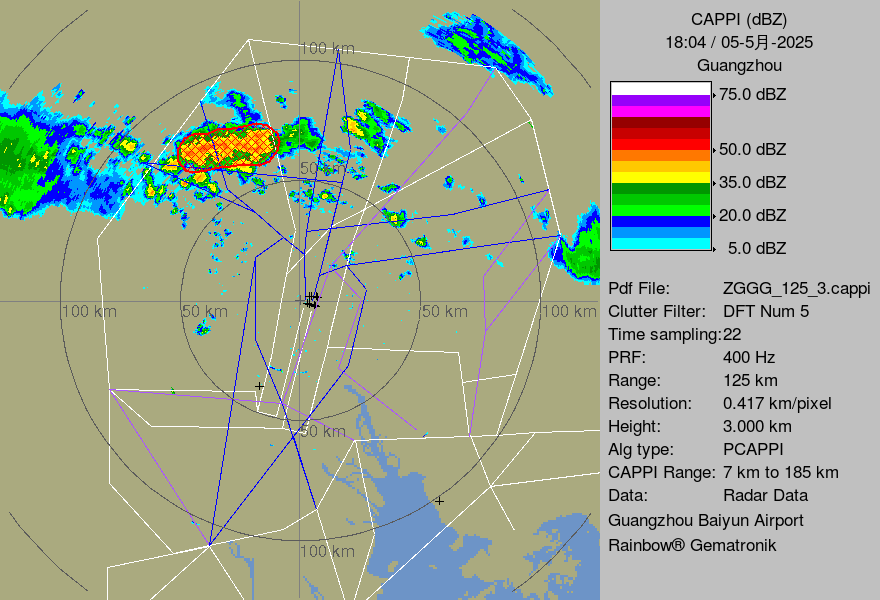 CAPPI (dBZ)
18:04 / 05-5月-2025
Guangzhou
75.0 dBZ
50.0 dBZ
35.0 dBZ
20.0 dBZ
5.0 dBZ
Pdf File: ZGGG_125_3.cappi
Clutter Filter: DFT Num 5
Time sampling:22
PRF: 400 Hz
Range: 125 km
Resolution: 0.417 km/pixel
Height: 3.000 km
Alg type: PCAPPI
CAPPI Range: 7 km to 185 km
Data: Radar Data
Guangzhou Baiyun Airport
Rainbow® Gematronik
100 km
50 km
100 km
50 km
50 km
100 km
50 km
100 km